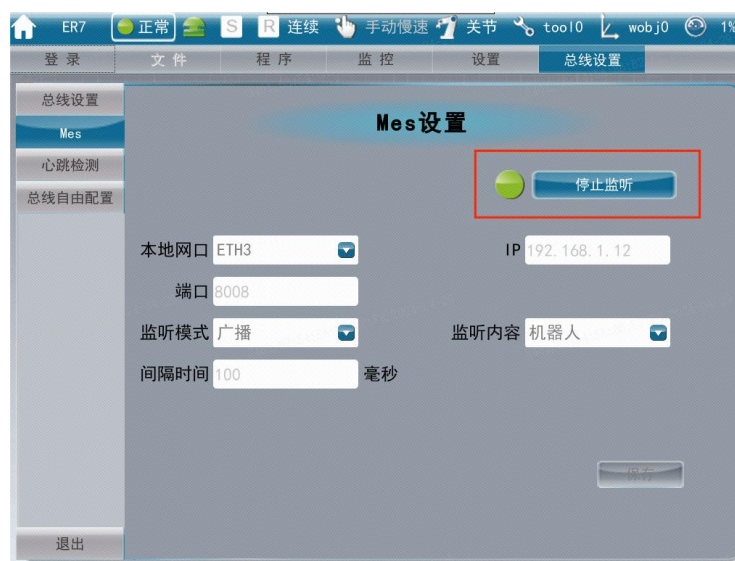 ER7 正常 S R 连续 手动慢速 关节 tool0 wobj0 1%
登录 文件 程序 监控 设置 总线设置
总线设置
Mes
心跳检测
总线自由配置
退出
Mes设置
停止监听
本地网口 ETH3 IP 192.168.1.12
端口 8008
监听模式 广播 监听内容 机器人
间隔时间 100 毫秒
保存